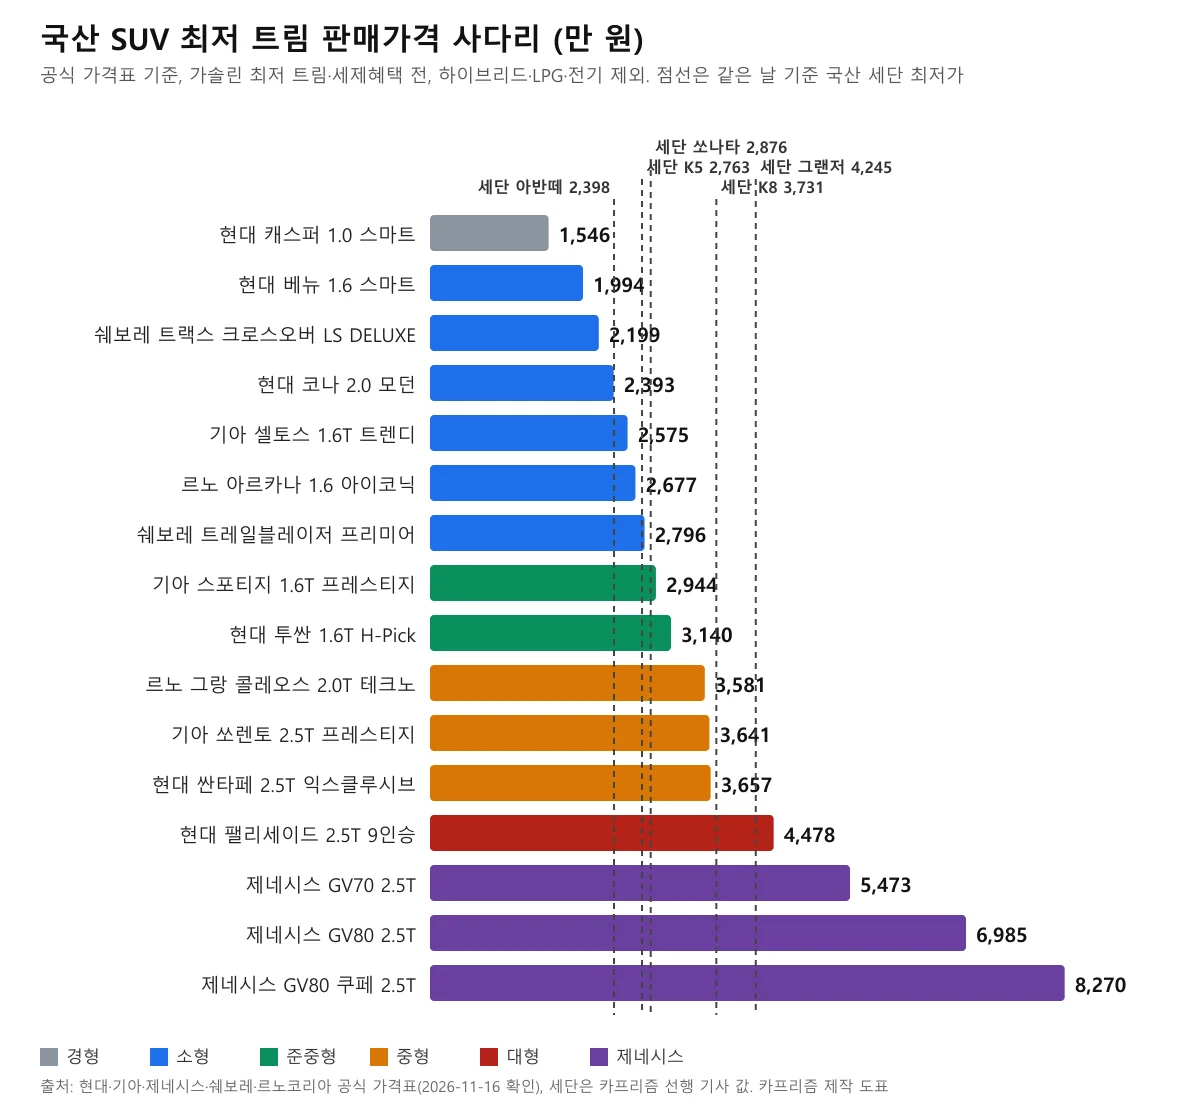 국산 SUV 최저 트림 판매가격 사다리 (만 원)
공식 가격표 기준, 가솔린 최저 트림·세제혜택 전, 하이브리드·LPG·전기 제외. 점선은 같은 날 기준 국산 세단 최저가
세단 쏘나타 2,876
세단 K5 2,763 세단 그랜저 4,245
세단 아반떼 2,398 세단 K8 3,731
현대 캐스퍼 1.0 스마트 1,546
현대 베뉴 1.6 스마트 1,994
쉐보레 트랙스 크로스오버 LS DELUXE 2,199
현대 코나 2.0 모던 2,393
기아 셀토스 1.6T 트렌디 2,575
르노 아르카나 1.6 아이코닉 2,677
쉐보레 트레일블레이저 프리미어 2,796
기아 스포티지 1.6T 프레스티지 2,944
현대 투싼 1.6T H-Pick 3,140
르노 그랑 콜레오스 2.0T 테크노 3,581
기아 쏘렌토 2.5T 프레스티지 3,641
현대 싼타페 2.5T 익스클루시브 3,657
현대 팰리세이드 2.5T 9인승 4,478
제네시스 GV70 2.5T 5,473
제네시스 GV80 2.5T 6,985
제네시스 GV80 쿠페 2.5T 8,270
경형 소형 준중형 중형 대형 제네시스
출처: 현대·기아·제네시스·쉐보레·르노코리아 공식 가격표(2026-11-16 확인), 세단은 카프리즘 선행 기사 값. 카프리즘 제작 도표